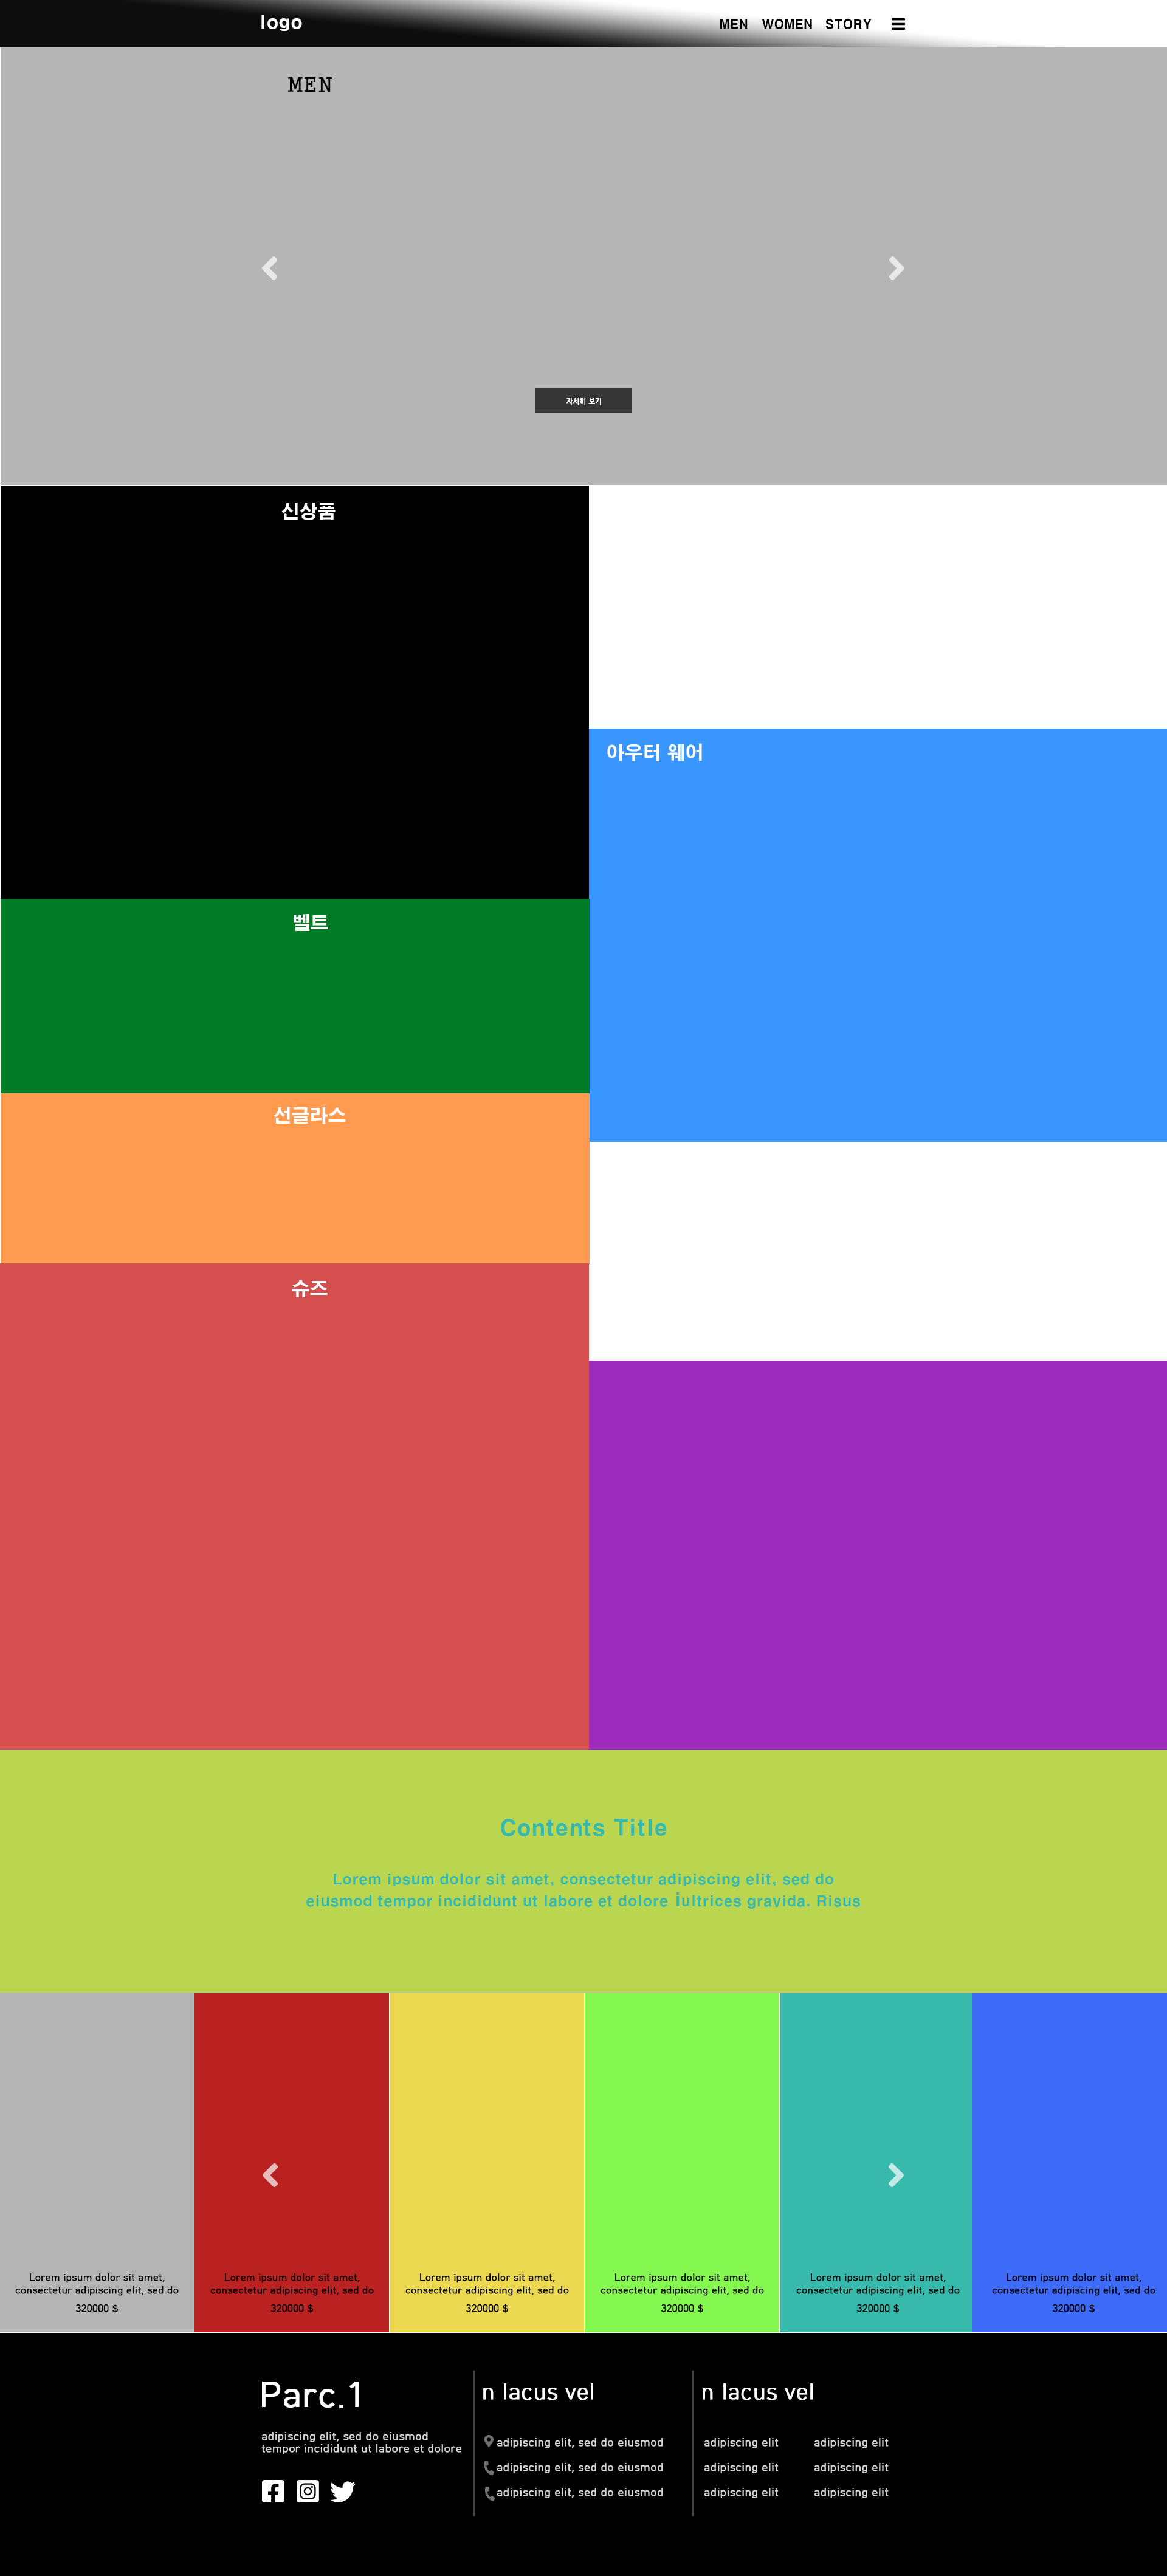 logo
MEN WOMEN STORY
MEN
자세히 보기
신상품
아우터 웨어
벨트
선글라스
슈즈
Contents Title
Lorem ipsum dolor sit amet, consectetur adipiscing elit, sed do
eiusmod tempor incididunt ut labore et dolore iultrices gravida. Risus
Lorem ipsum dolor sit amet,
consectetur adipiscing elit, sed do
320000 $
Lorem ipsum dolor sit amet,
consectetur adipiscing elit, sed do
320000 $
Lorem ipsum dolor sit amet,
consectetur adipiscing elit, sed do
320000 $
Lorem ipsum dolor sit amet,
consectetur adipiscing elit, sed do
320000 $
Lorem ipsum dolor sit amet,
consectetur adipiscing elit, sed do
320000 $
Lorem ipsum dolor sit amet,
consectetur adipiscing elit, sed do
320000 $
Parc.1
adipiscing elit, sed do eiusmod
tempor incididunt ut labore et dolore
n lacus vel
adipiscing elit, sed do eiusmod
adipiscing elit, sed do eiusmod
adipiscing elit, sed do eiusmod
n lacus vel
adipiscing elit adipiscing elit
adipiscing elit adipiscing elit
adipiscing elit adipiscing elit